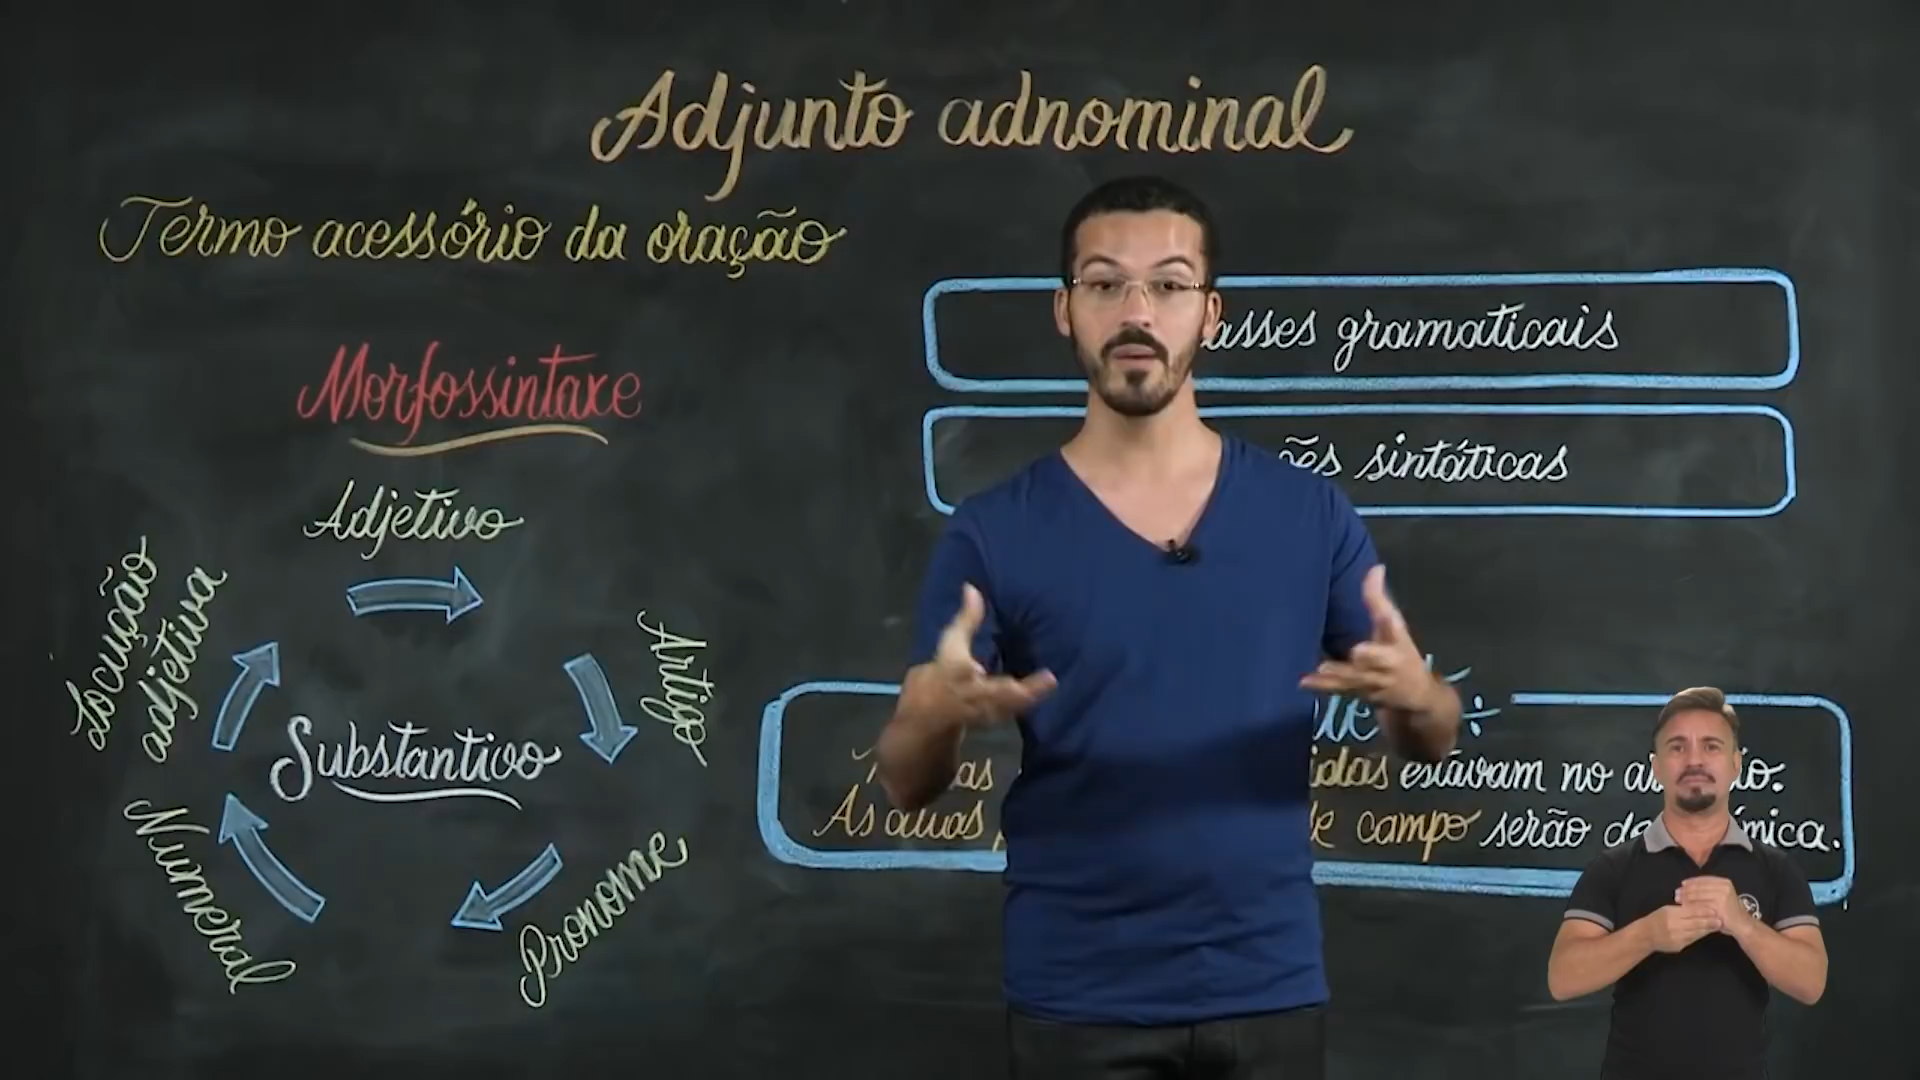 Adjunto adnominal
Termo acessório da oração
Morfossintaxe
Adjetivo
Artigo
Pronome
Numeral
Locução
adjetiva
Substantivo
gramaticais
sintáticas
estavam no
As
campo serão